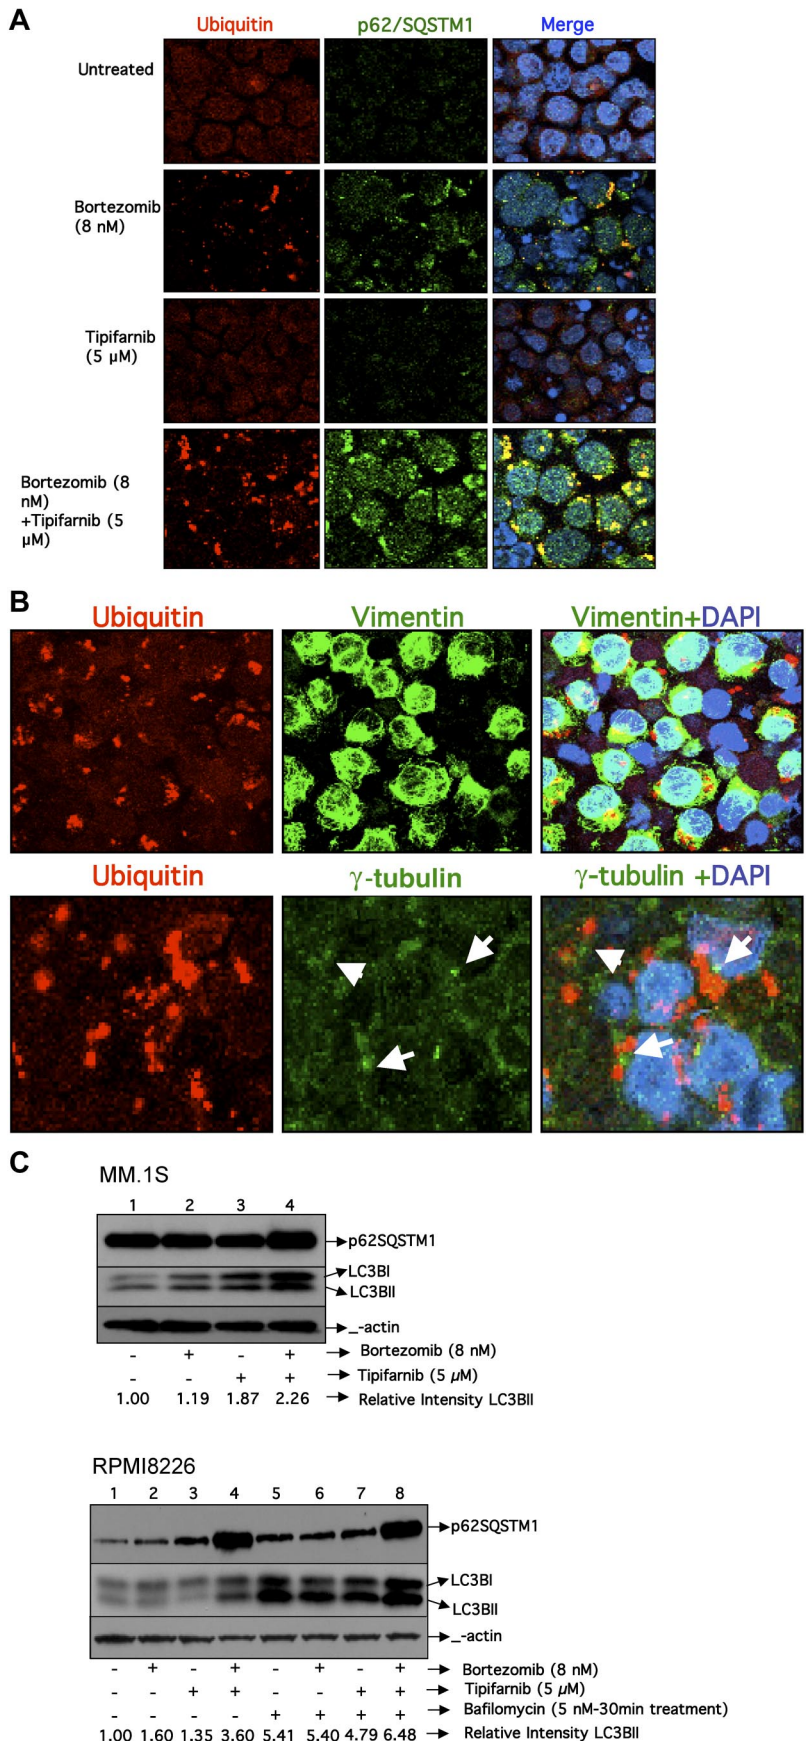 A
Ubiquitin p62/SQSTM1 Merge
Untreated
Bortezomib
(8 nM)
Tipifarnib
(5 μM)
Bortezomib (8
nM)
+Tipifarnib (5
μM)
B
Ubiquitin Vimentin Vimentin+DAPI
Ubiquitin γ-tubulin γ-tubulin +DAPI
C
MM.1S
1 2 3 4
p62SQSTM1
LC3BI
LC3BII
_-actin
- + - + Bortezomib (8 nM)
- - + + Tipifarnib (5 μM)
1.00 1.19 1.87 2.26 Relative Intensity LC3BII
RPMI8226
1 2 3 4 5 6 7 8
p62SQSTM1
LC3BI
LC3BII
_-actin
- + - + - + - + Bortezomib (8 nM)
- - + + - - + + Tipifarnib (5 μM)
- - - - + + + + Bafilomycin (5 nM-30min treatment)
1.00 1.60 1.35 3.60 5.41 5.40 4.79 6.48 Relative Intensity LC3BII